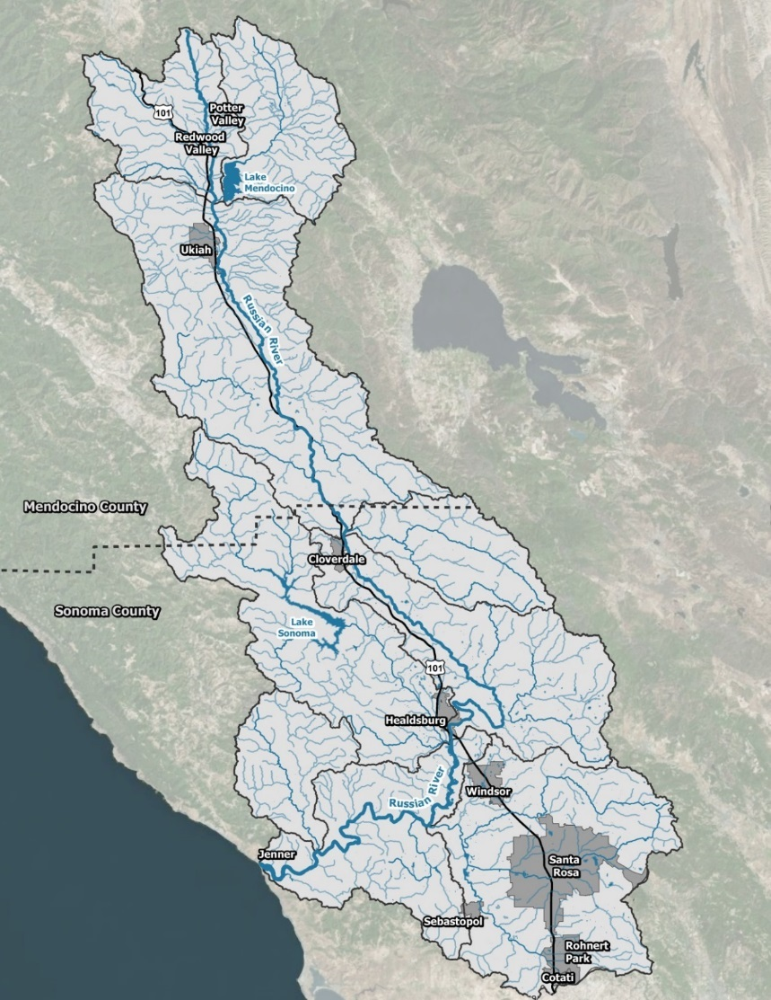 Potter
Valley
101
Redwood
Valley
Lake
Mendocino
Ukiah
Russian River
Mendocino County
Cloverdale
Sonoma County
Lake
Sonoma
101
Healdsburg
Russian River
Windsor
Jenner
Santa
Rosa
Sebastopol
Rohnert
Park
Cotati